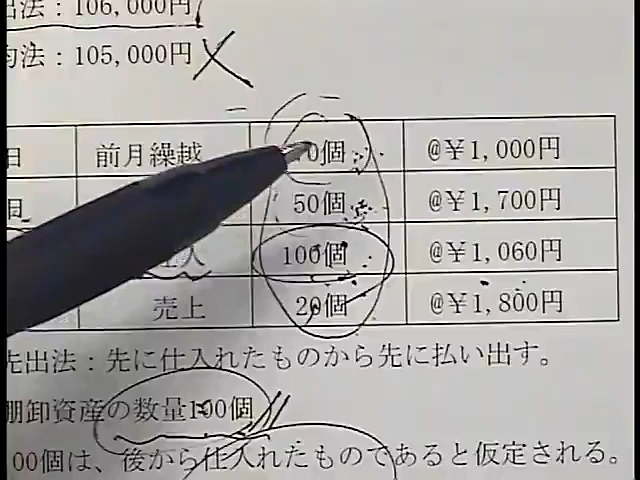 出法：106,000円
均法：105,000円
日 前月繰越 0個 @￥1,000円
日 50個 @￥1,700円
仕入 100個 @￥1,060円
売上 20個 @￥1,800円
先出法：先に仕入れたものから先に払い出す。
棚卸資産の数量100個
00個は、後から仕入れたものであると仮定される。